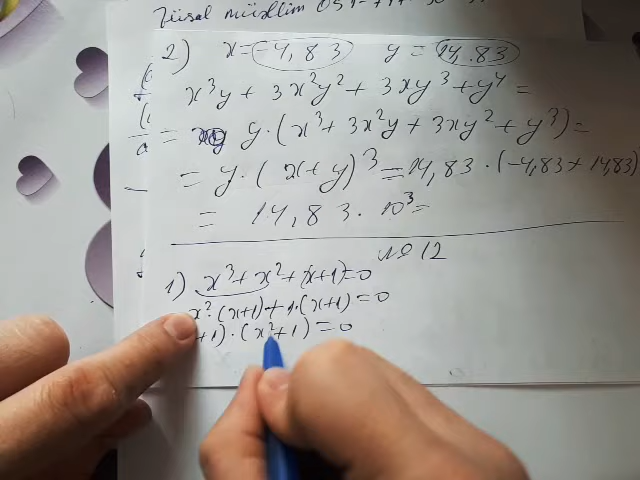 2) x = -4,83 y = 14.83
x³y + 3x²y² + 3xy³ + y⁴ =
= y · (x³ + 3x²y + 3xy² + y³) =
= y · (x + y)³ = 14,83 · (-4,83 + 14,83)
= 14,83 · 10³ =
№ 12
1) x³ + x² + (x+1) = 0
x² · (x+1) + 1 · (x+1) = 0
+1) · (x² + 1) = 0